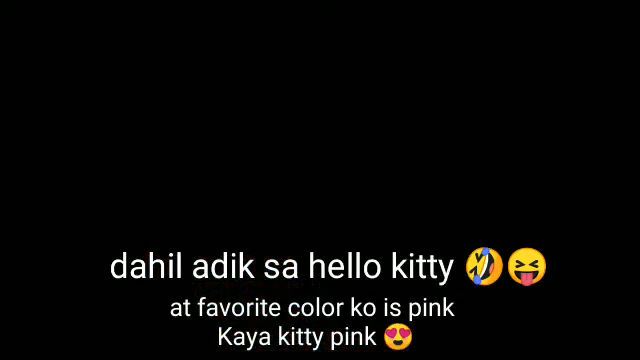 dahil adik sa hello kitty 🤣😝
at favorite color ko is pink
Kaya kitty pink 😍